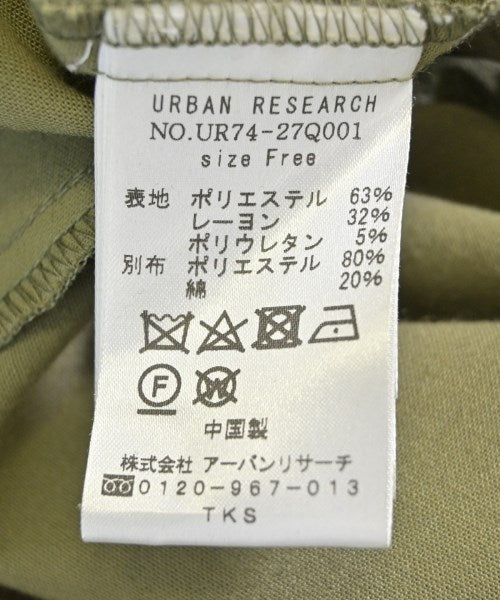 URBAN RESEARCH
NO.UR74-27Q001
size Free
表地 ポリエステル 63%
レーヨン 32%
ポリウレタン 5%
別布 ポリエステル 80%
綿 20%
F W
中国製
株式会社 アーバンリサーチ
0120-967-013
TKS